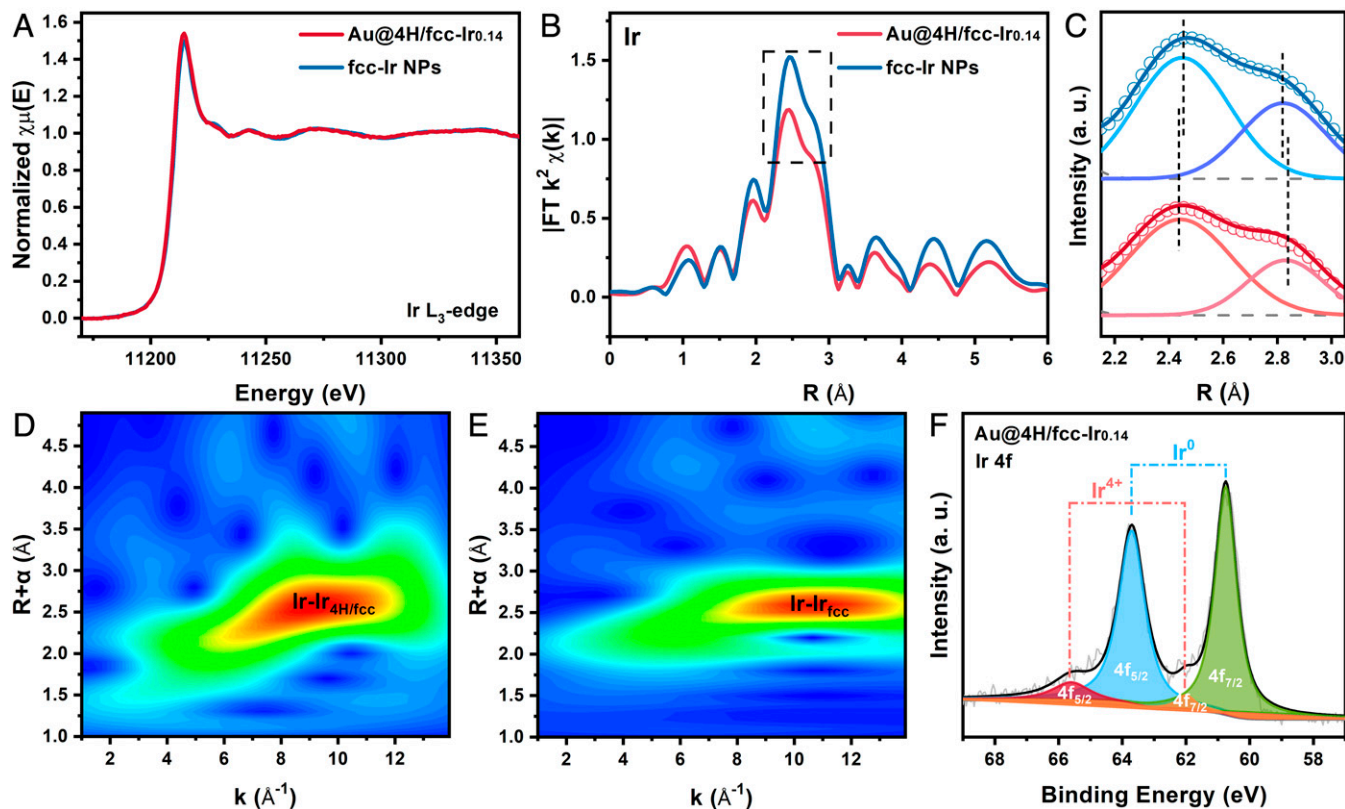 A
Normalized χμ(E)
1.6
1.4
1.2
1.0
0.8
0.6
0.4
0.2
0.0
Au@4H/fcc-Ir0.14
fcc-Ir NPs
Ir L3-edge
11200
11250
11300
11350
Energy (eV)
B
Ir
|FT k² χ(k)|
1.5
1.0
0.5
0.0
Au@4H/fcc-Ir0.14
fcc-Ir NPs
0
1
2
3
4
5
6
R (Å)
C
Intensity (a. u.)
2.2
2.4
2.6
2.8
3.0
R (Å)
D
R+α (Å)
4.5
4.0
3.5
3.0
2.5
2.0
1.5
1.0
Ir-Ir4H/fcc
2
4
6
8
10
12
k (Å⁻¹)
E
R+α (Å)
4.5
4.0
3.5
3.0
2.5
2.0
1.5
1.0
Ir-Irfcc
2
4
6
8
10
12
k (Å⁻¹)
F
Au@4H/fcc-Ir0.14
Ir 4f
Intensity (a. u.)
Ir⁰
Ir⁴⁺
4f5/2
4f5/2
4f7/2
4f7/2
68
66
64
62
60
58
Binding Energy (eV)